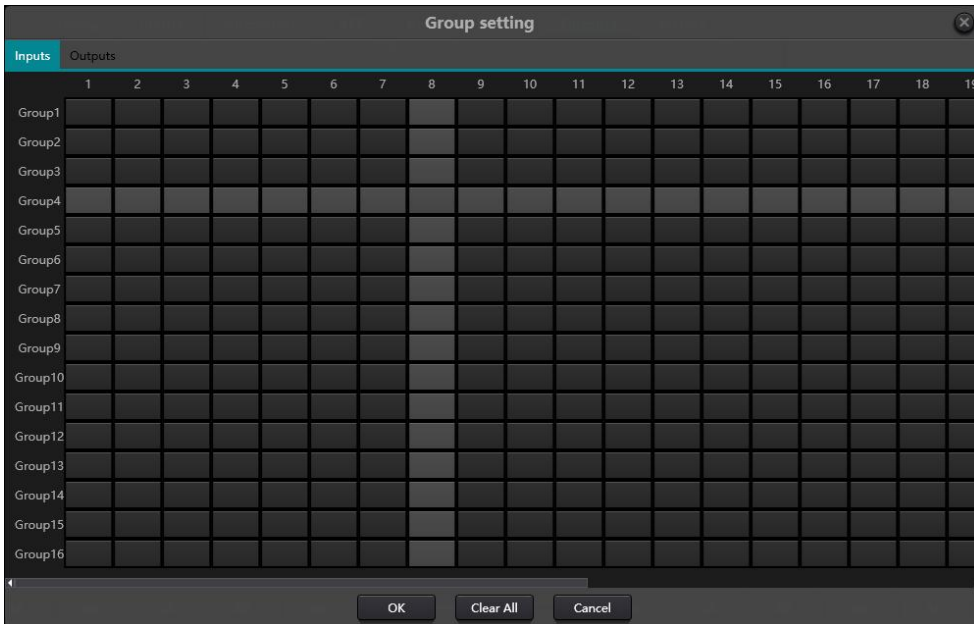 Group setting
Inputs Outputs
1 2 3 4 5 6 7 8 9 10 11 12 13 14 15 16 17 18 19
Group1
Group2
Group3
Group4
Group5
Group6
Group7
Group8
Group9
Group10
Group11
Group12
Group13
Group14
Group15
Group16
OK Clear All Cancel